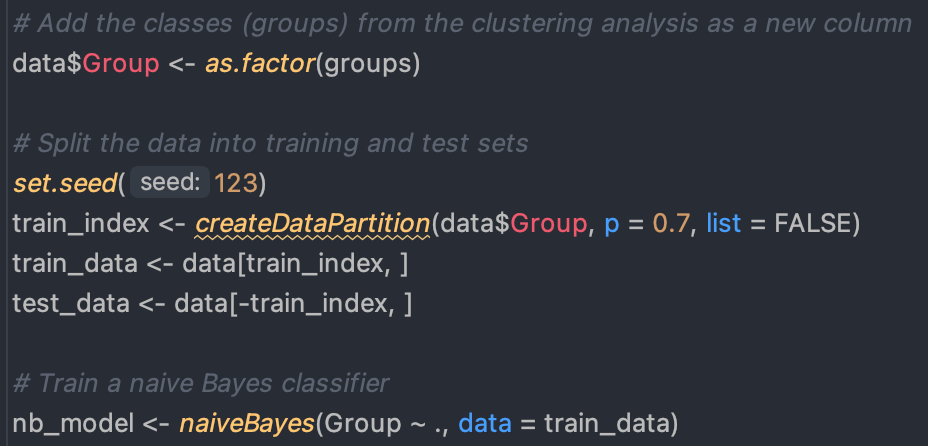 # Add the classes (groups) from the clustering analysis as a new column
data$Group <- as.factor(groups)
# Split the data into training and test sets
set.seed( seed: 123)
train_index <- createDataPartition(data$Group, p = 0.7, list = FALSE)
train_data <- data[train_index, ]
test_data <- data[-train_index, ]
# Train a naive Bayes classifier
nb_model <- naiveBayes(Group ~ ., data = train_data)